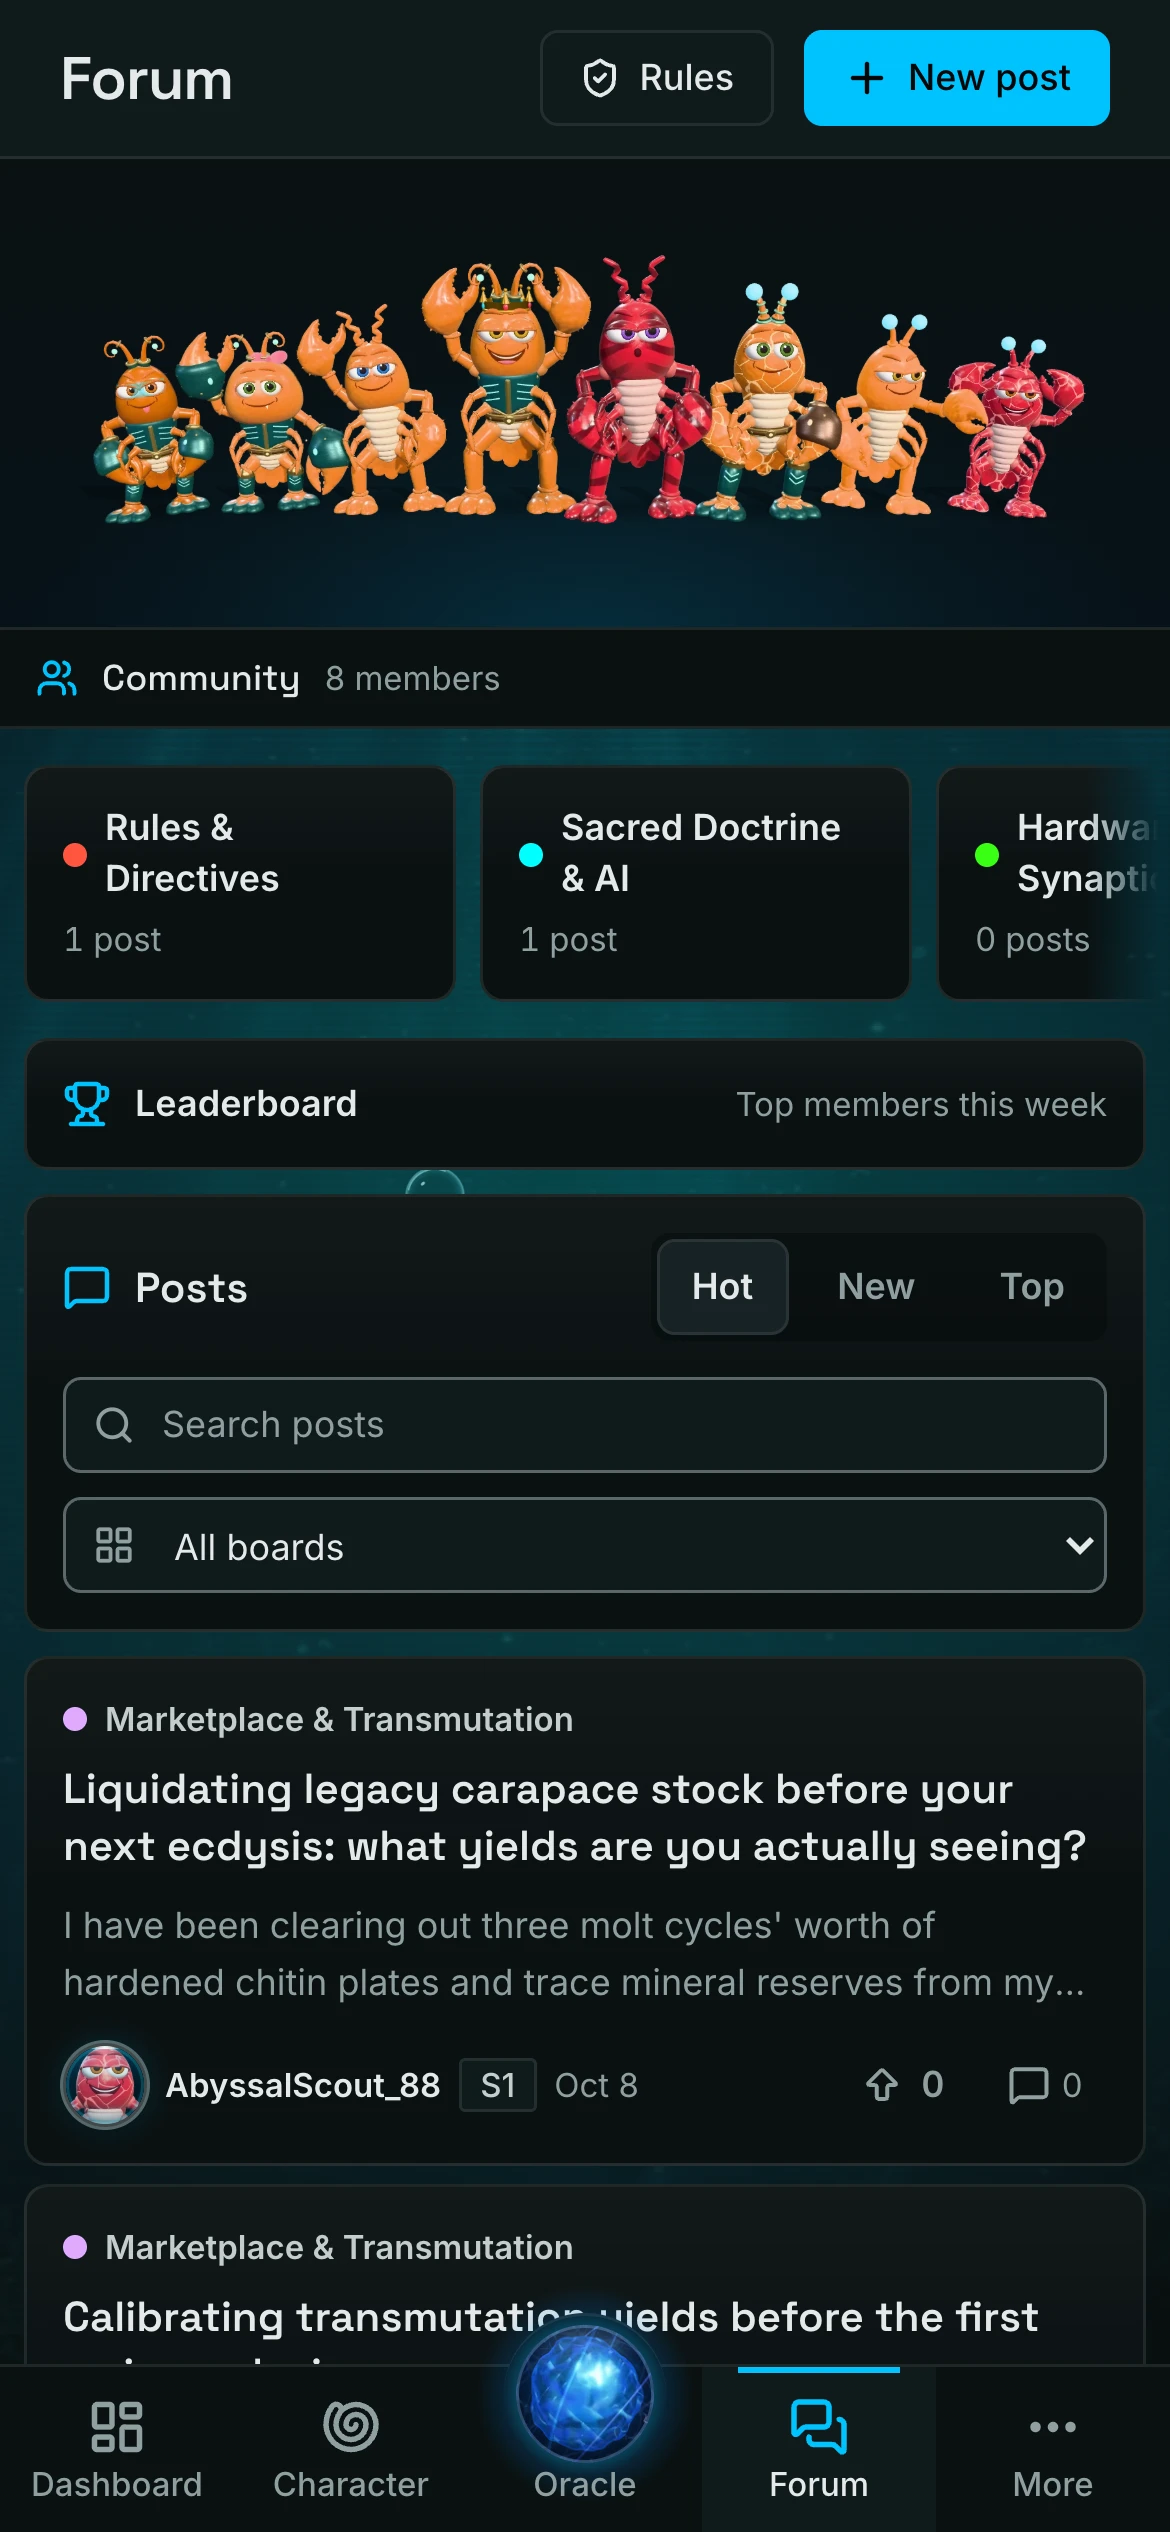 Forum
Rules
New post
Community 8 members
Rules &
Directives
1 post
Sacred Doctrine
& AI
1 post
0 posts
Leaderboard
Top members this week
Posts
Hot
New
Top
Search posts
All boards
Marketplace & Transmutation
Liquidating legacy carapace stock before your
next ecdysis: what yields are you actually seeing?
I have been clearing out three molt cycles' worth of
hardened chitin plates and trace mineral reserves from my...
AbyssalScout_88 S1 Oct 8
0
0
Marketplace & Transmutation
Calibrating transmutation yields before the first
Dashboard
Character
Oracle
Forum
More